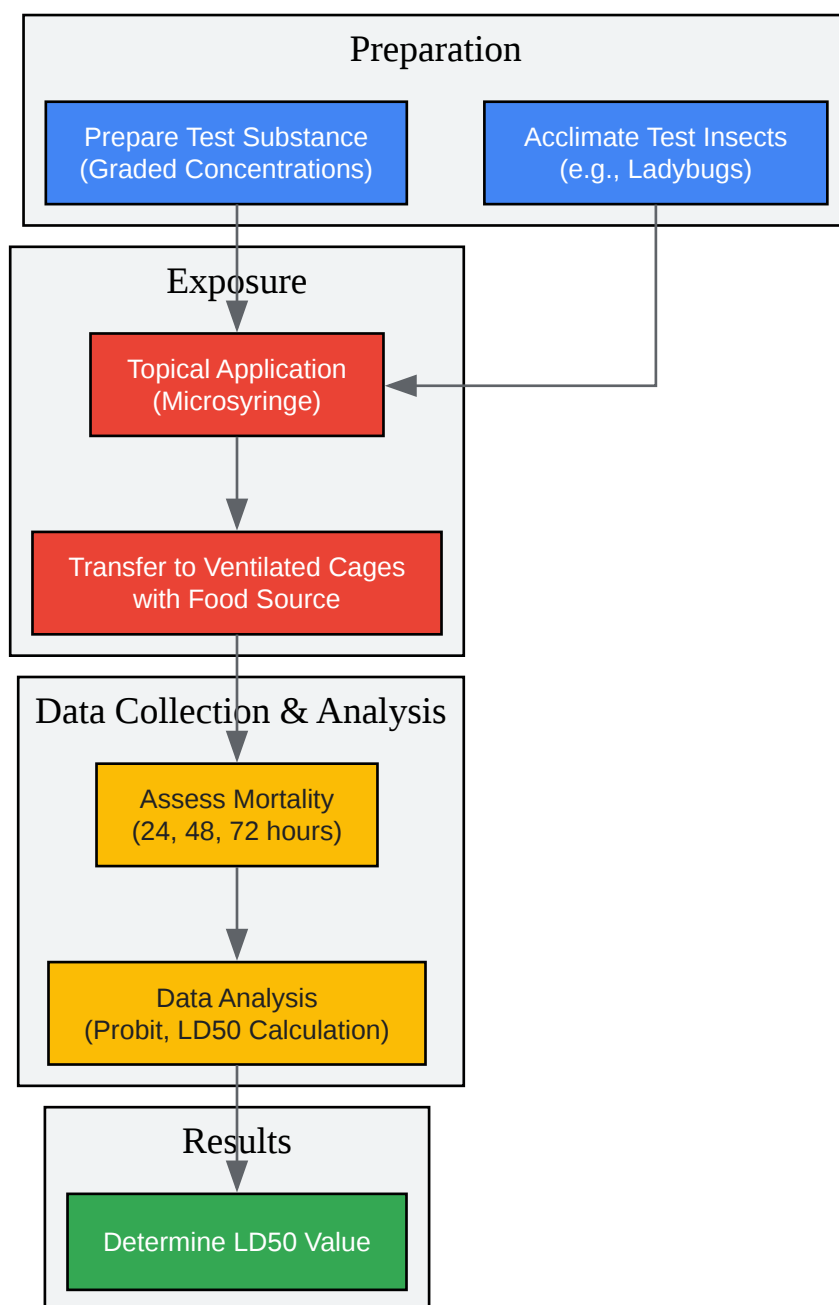 Preparation
Prepare Test Substance
(Graded Concentrations)
Acclimate Test Insects
(e.g., Ladybugs)
Exposure
Topical Application
(Microsyringe)
Transfer to Ventilated Cages
with Food Source
Data Collection & Analysis
Assess Mortality
(24, 48, 72 hours)
Data Analysis
(Probit, LD50 Calculation)
Results
Determine LD50 Value